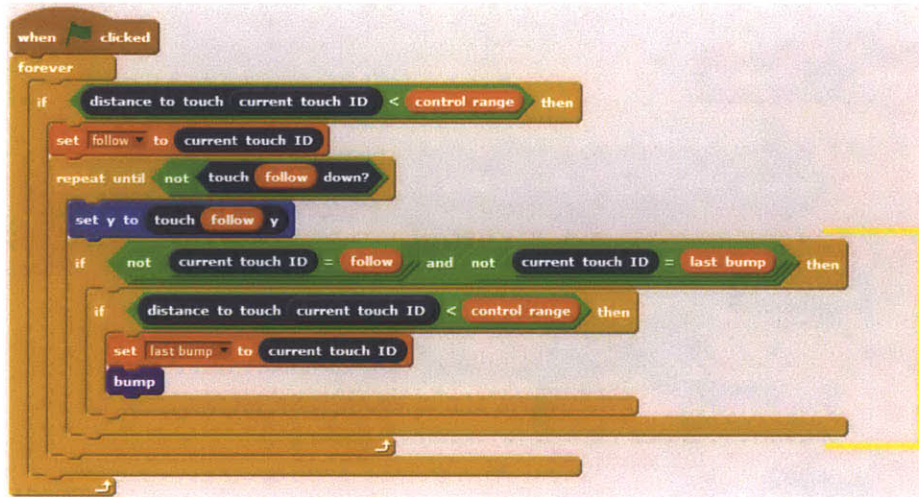 when clicked
forever
if distance to touch current touch ID < control range then
set follow to current touch ID
repeat until not touch follow down?
set y to touch follow y
if not current touch ID = follow and not current touch ID = last bump then
if distance to touch current touch ID < control range then
set last bump to current touch ID
bump